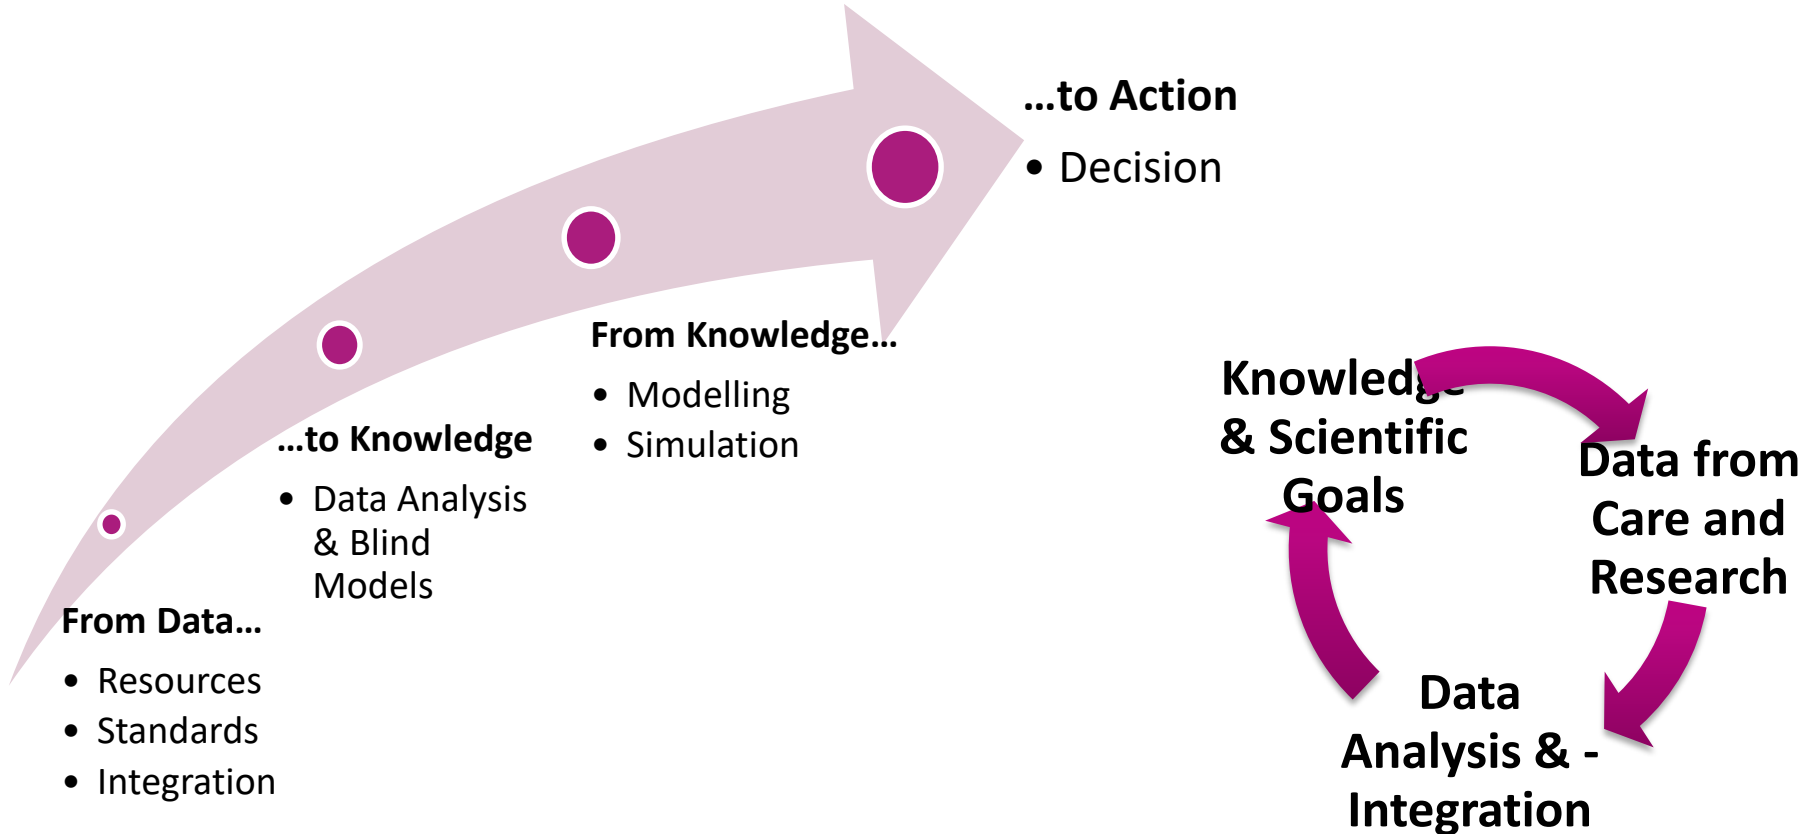 ...to Action
• Decision
From Knowledge...
• Modelling
• Simulation
...to Knowledge
• Data Analysis
& Blind
Models
From Data...
• Resources
• Standards
• Integration
Knowledge
& Scientific
Goals
Data from
Care and
Research
Data
Analysis & -
Integration